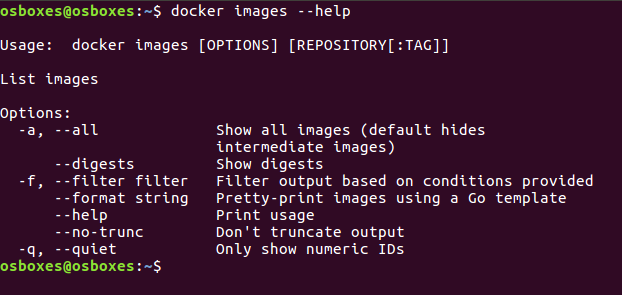 osboxes@osboxes:~$ docker images --help
Usage:  docker images [OPTIONS] [REPOSITORY[:TAG]]
List images
Options:
  -a, --all             Show all images (default hides
                        intermediate images)
      --digests         Show digests
  -f, --filter filter   Filter output based on conditions provided
      --format string   Pretty-print images using a Go template
      --help            Print usage
      --no-trunc        Don't truncate output
  -q, --quiet           Only show numeric IDs
osboxes@osboxes:~$